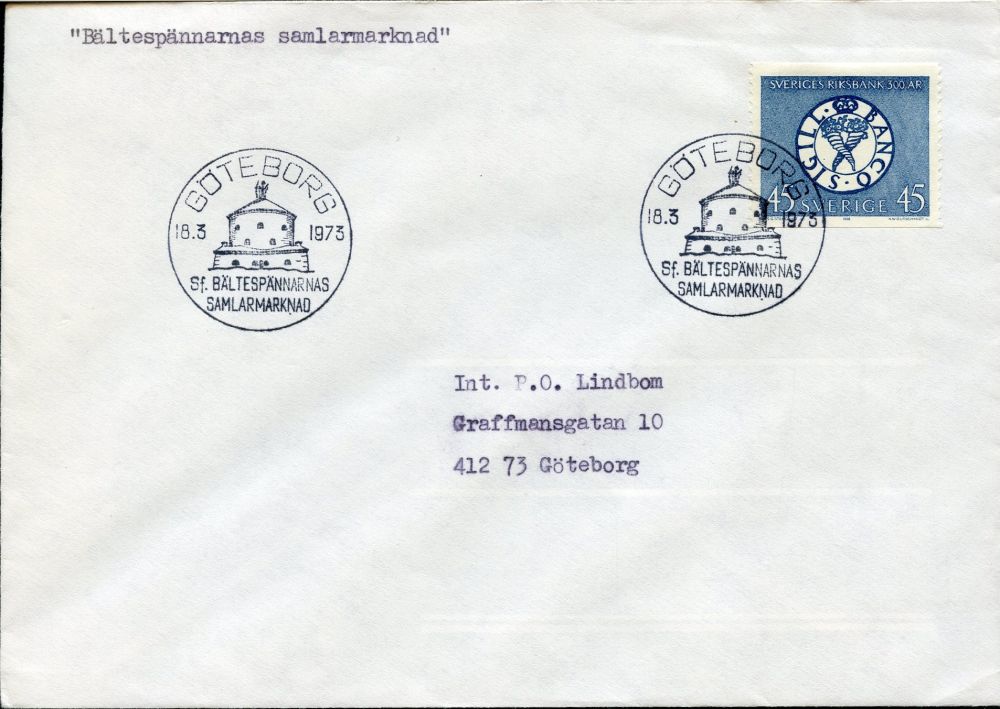 "Bältespännarnas samlarmarknad"
SVERIGES RIKSBANK 300 ÅR
SIGILL · BANCO ·
45 SVERIGE 45
GÖTEBORG
18.3 1973
Sf. BÄLTESPÄNNARNAS
SAMLARMARKNAD
GÖTEBORG
18.3 1973
Sf. BÄLTESPÄNNARNAS
SAMLARMARKNAD
Int. P.O. Lindbom
Graffmansgatan 10
412 73 Göteborg